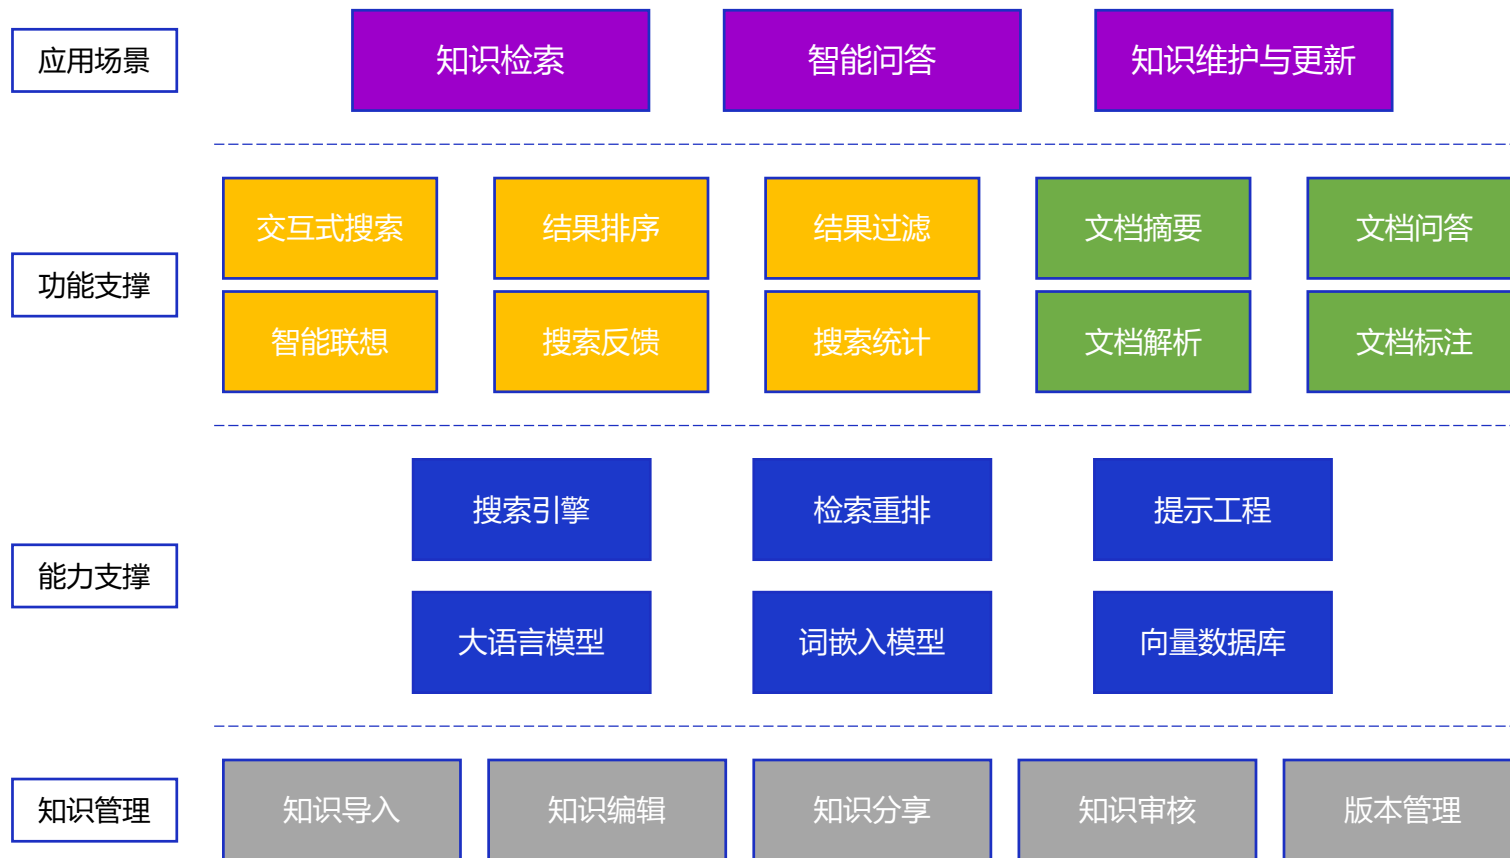 应用场景
知识检索
智能问答
知识维护与更新
功能支撑
交互式搜索
结果排序
结果过滤
文档摘要
文档问答
智能联想
搜索反馈
搜索统计
文档解析
文档标注
能力支撑
搜索引擎
检索重排
提示工程
大语言模型
词嵌入模型
向量数据库
知识管理
知识导入
知识编辑
知识分享
知识审核
版本管理